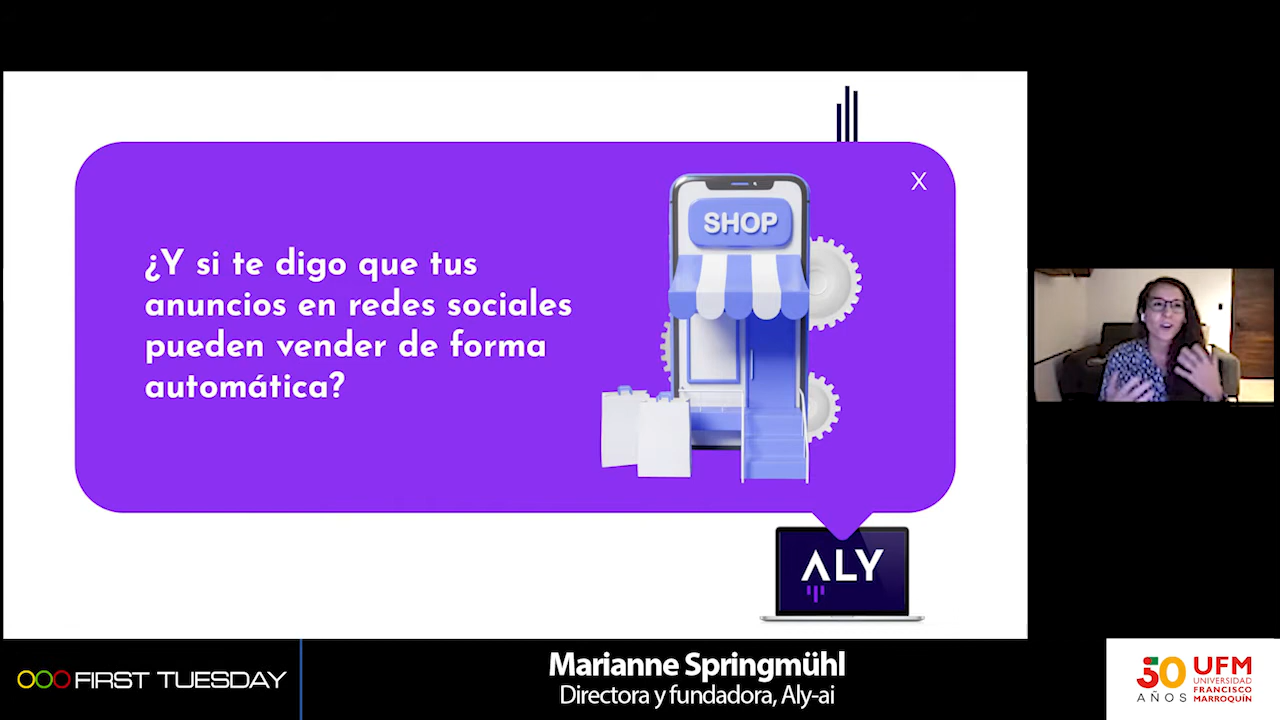 X
SHOP
¿Y si te digo que tus
anuncios en redes sociales
pueden vender de forma
automática?
ALY
FIRST TUESDAY
Marianne Springmühl
Directora y fundadora, Aly-ai
50
AÑOS
UFM
UNIVERSIDAD
FRANCISCO
MARROQUÍN